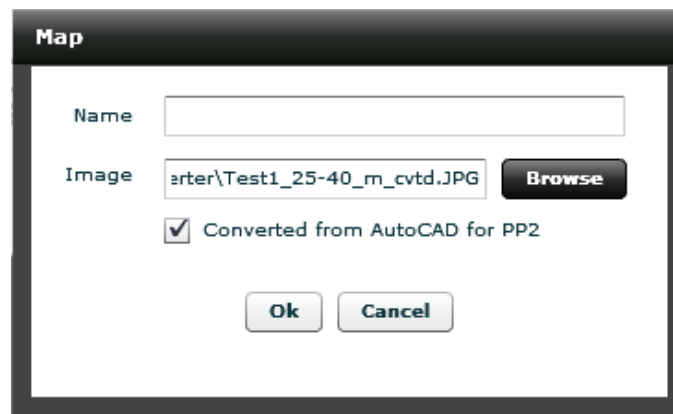 Map
Name
Image erter\Test1_25-40_m_cvtd.JPG Browse
Converted from AutoCAD for PP2
Ok Cancel